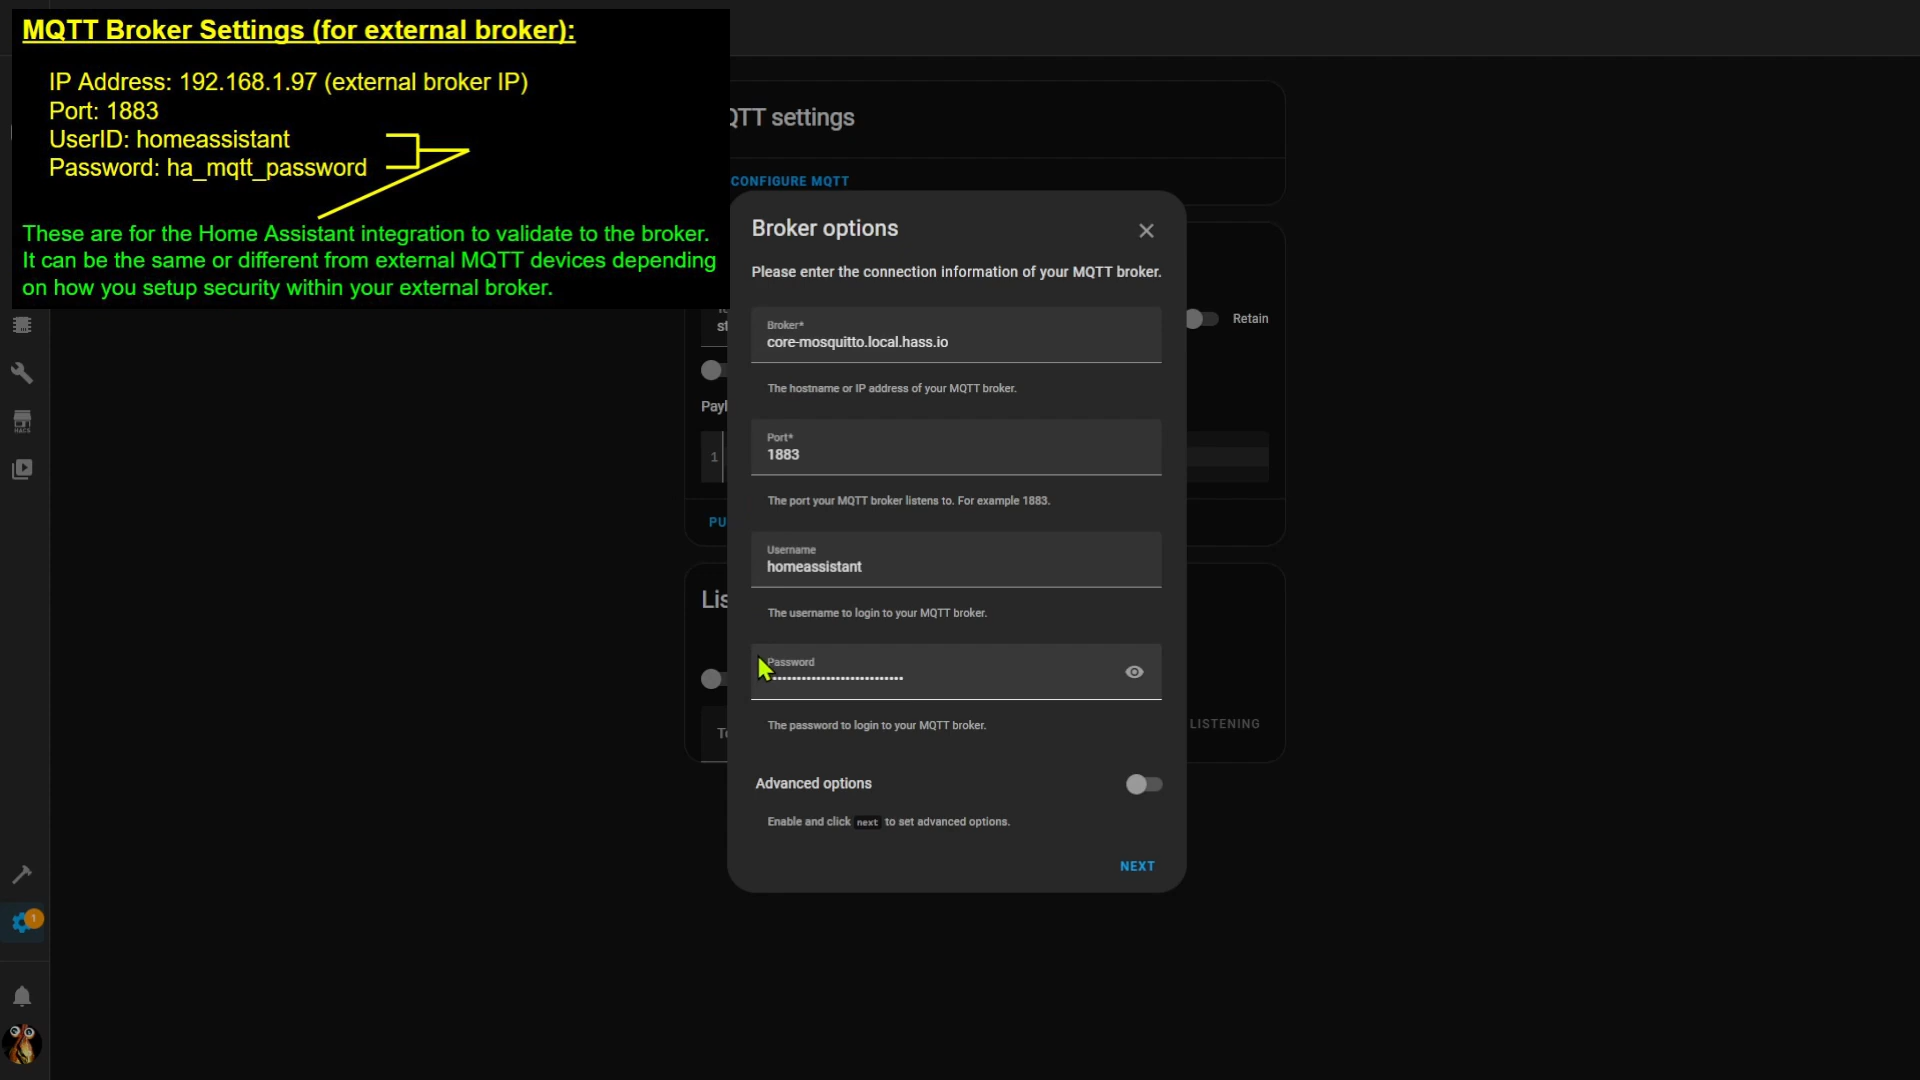 MQTT Broker Settings (for external broker):
IP Address: 192.168.1.97 (external broker IP)
Port: 1883
UserID: homeassistant
Password: ha_mqtt_password
These are for the Home Assistant integration to validate to the broker.
It can be the same or different from external MQTT devices depending
on how you setup security within your external broker.
QTT settings
CONFIGURE MQTT
Broker options
Please enter the connection information of your MQTT broker.
Broker*
core-mosquitto.local.hass.io
The hostname or IP address of your MQTT broker.
Retain
Payl
Port*
1883
1
The port your MQTT broker listens to. For example 1883.
PU
Username
homeassistant
The username to login to your MQTT broker.
Lis
Password
The password to login to your MQTT broker.
LISTENING
Advanced options
Enable and click next to set advanced options.
NEXT
HACS
1